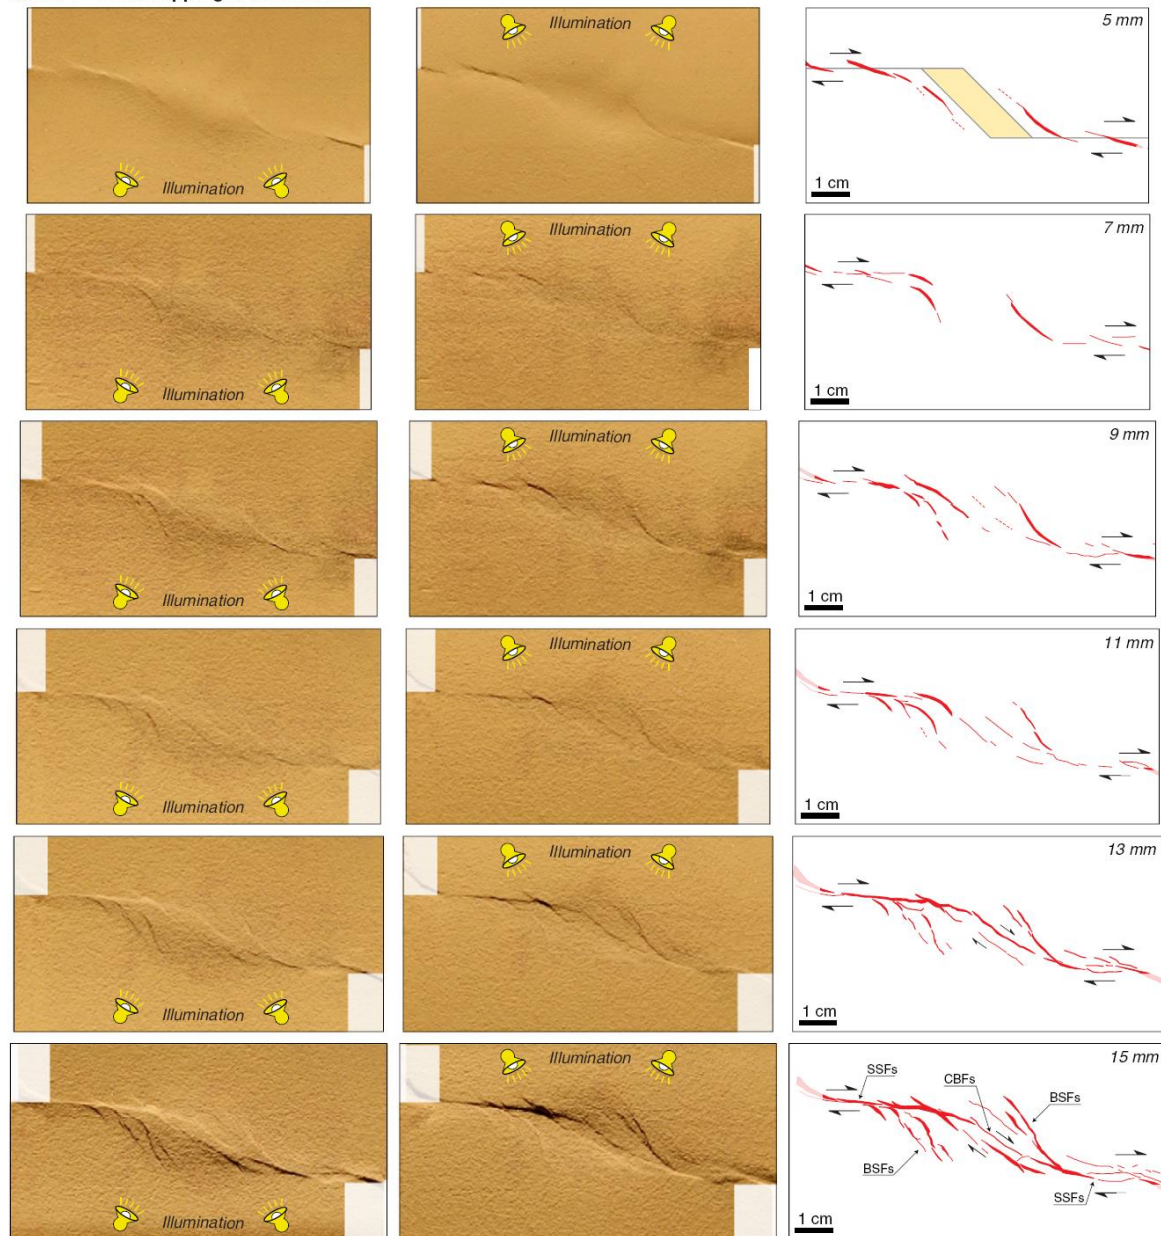 Illumination
5 mm
Illumination
1 cm
Illumination
7 mm
Illumination
1 cm
Illumination
9 mm
Illumination
1 cm
Illumination
11 mm
Illumination
1 cm
Illumination
13 mm
Illumination
1 cm
Illumination
15 mm
SSFs
CBFs
BSFs
BSFs
SSFs
Illumination
1 cm